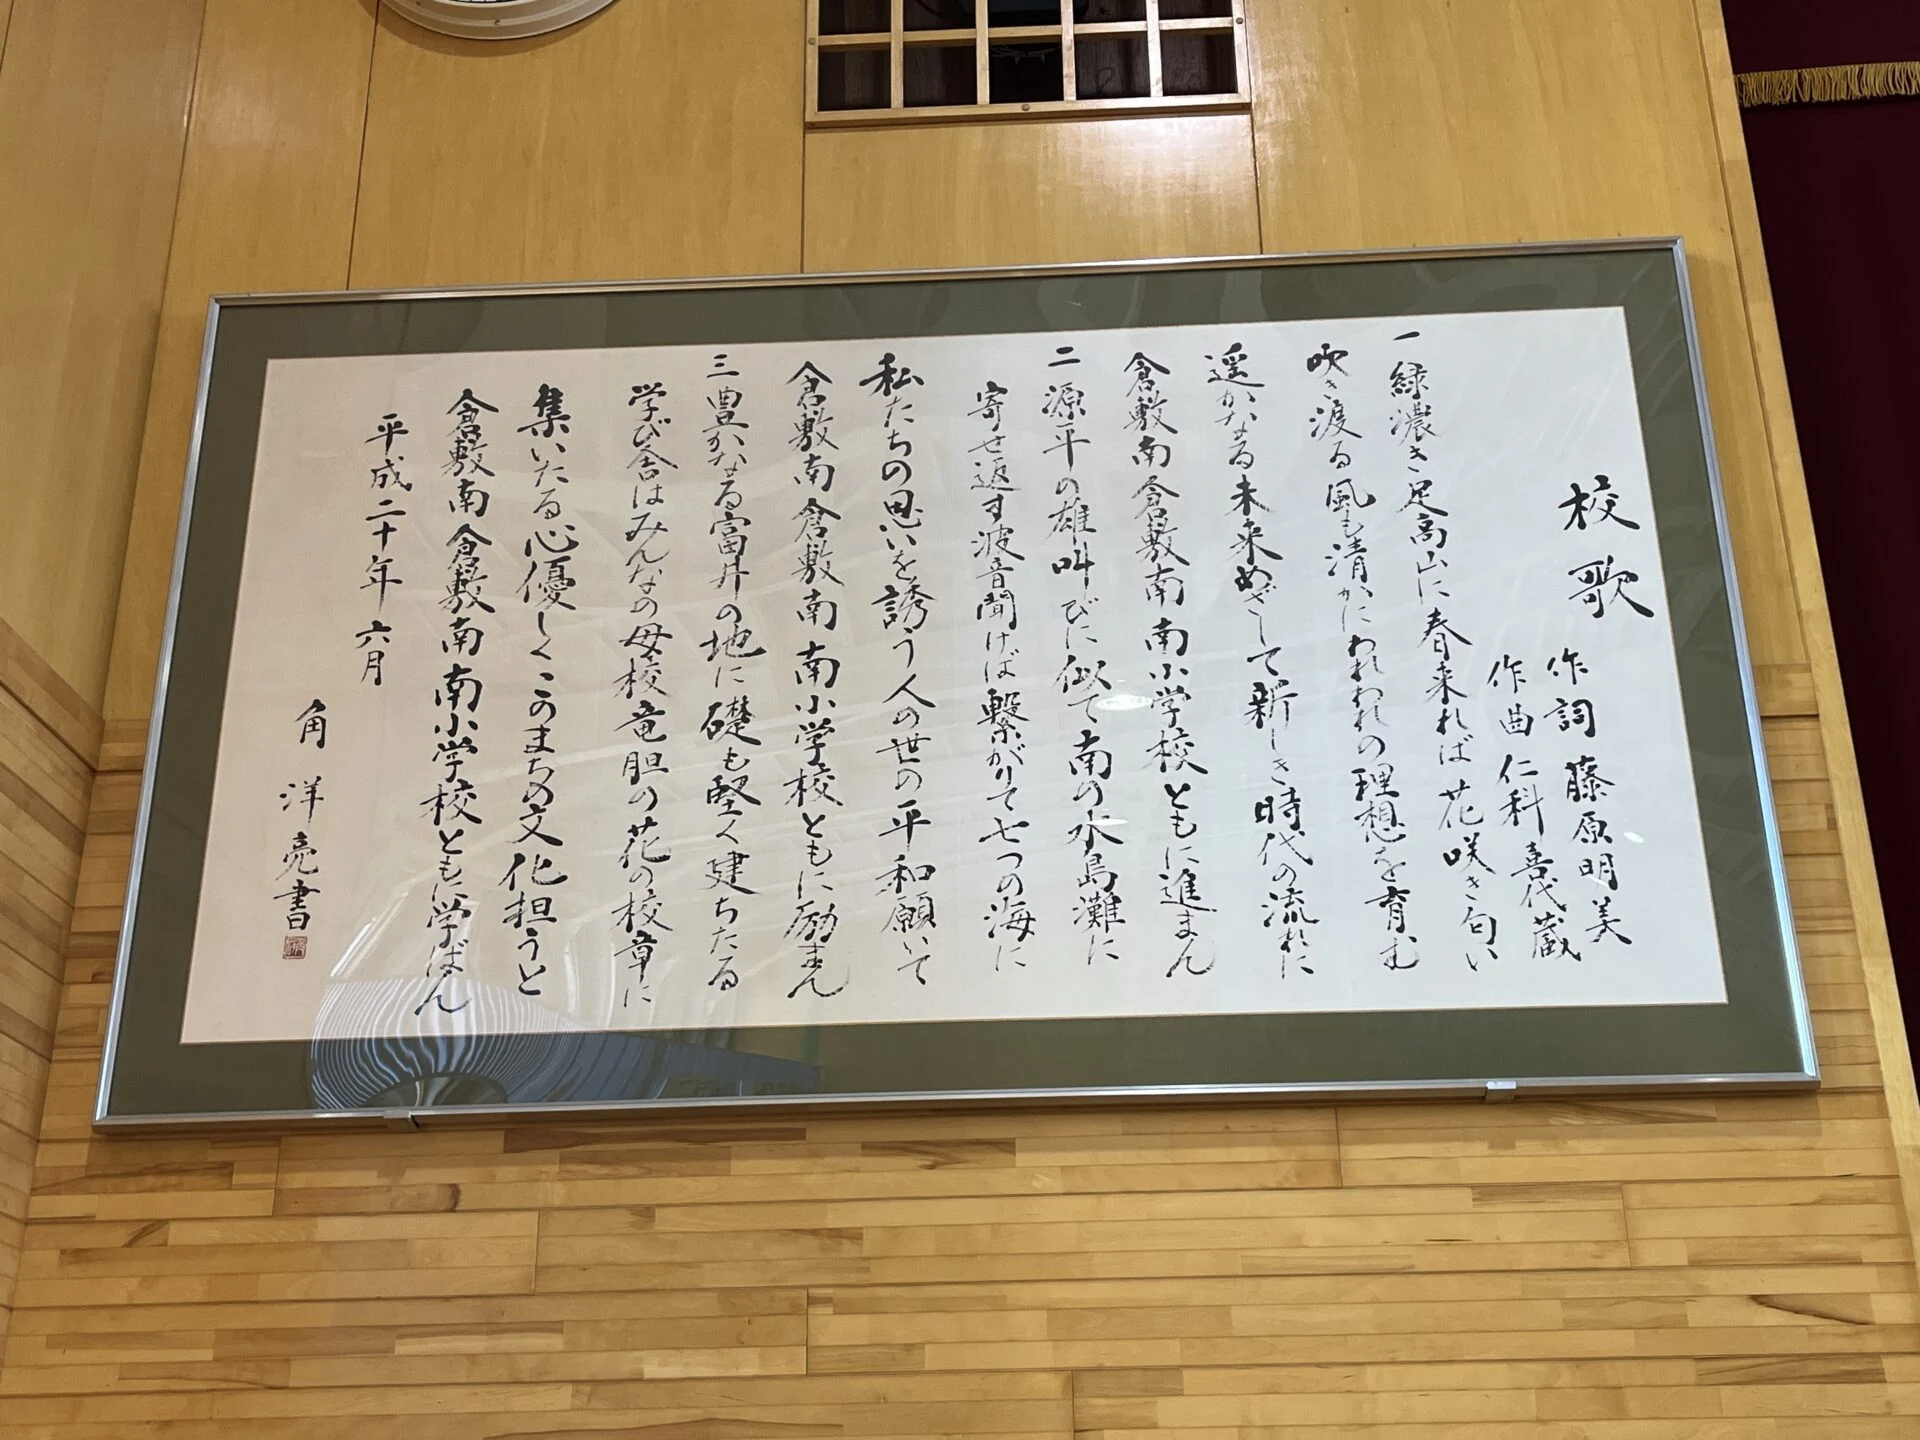 校歌
作詞 藤原明美
作曲 仁科喜代蔵
一 緑濃き足高山に春来れば 花咲き匂い
吹き渡る風も清かにわれわれの理想を育む
遥かなる未来めざして新しき時代の流れに
倉敷南倉敷南 南小学校ともに進まん
二 源平の雄叫びに似て南の水島灘に
寄せ返す波音聞けば繋がりて七つの海に
私たちの思いを誘う人の世の平和願いて
倉敷南 倉敷南 南小学校ともに励まん
三 豊かなる富井の地に礎も堅く建ちたる
学び舎はみんなの母校竜胆の花の校章に
集いたる心優しくこのまちの文化担うと
倉敷南 倉敷南 南小学校ともに学ばん
平成二十年六月
角 洋亮書